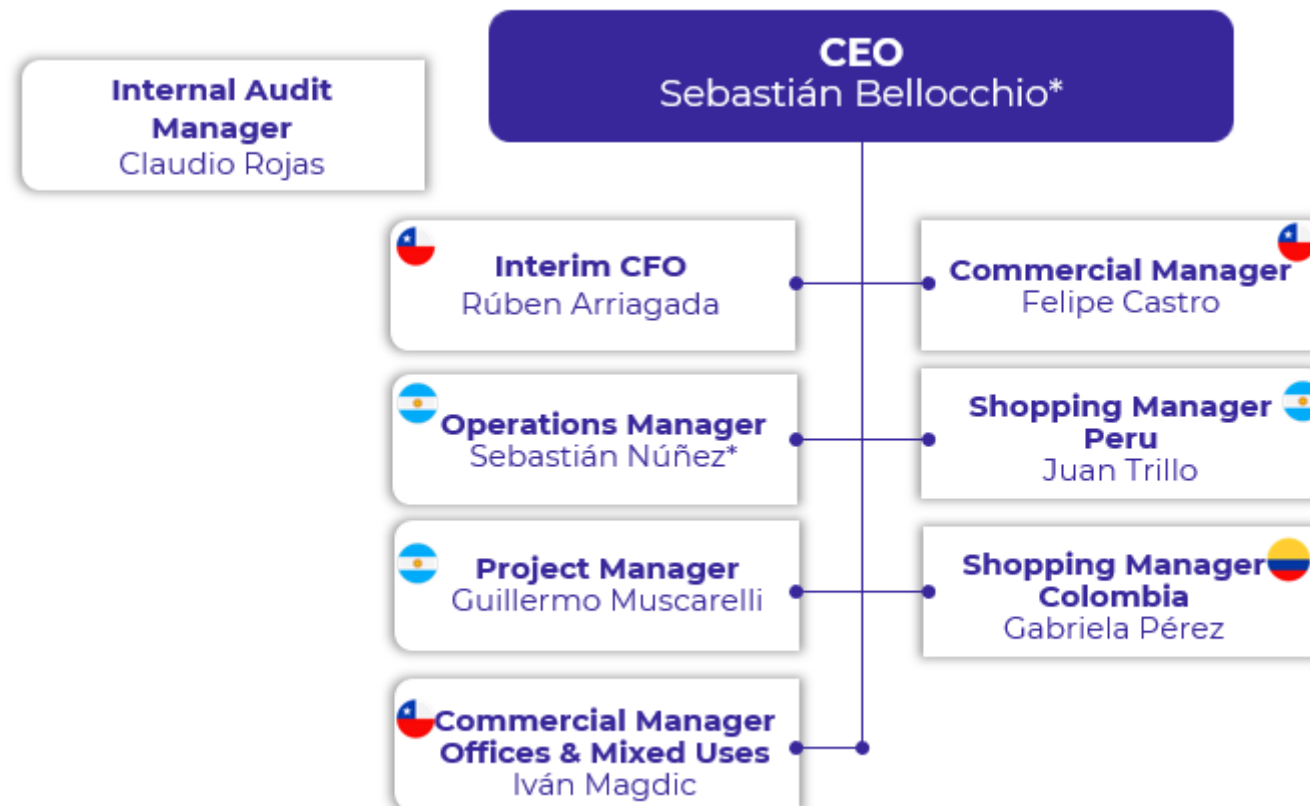 CEO
Sebastián Bellocchio*
Internal Audit
Manager
Claudio Rojas
Interim CFO
Rúben Arriagada
Commercial Manager
Felipe Castro
Operations Manager
Sebastián Núñez*
Shopping Manager
Peru
Juan Trillo
Project Manager
Guillermo Muscarelli
Shopping Manager
Colombia
Gabriela Pérez
Commercial Manager
Offices & Mixed Uses
Iván Magdic